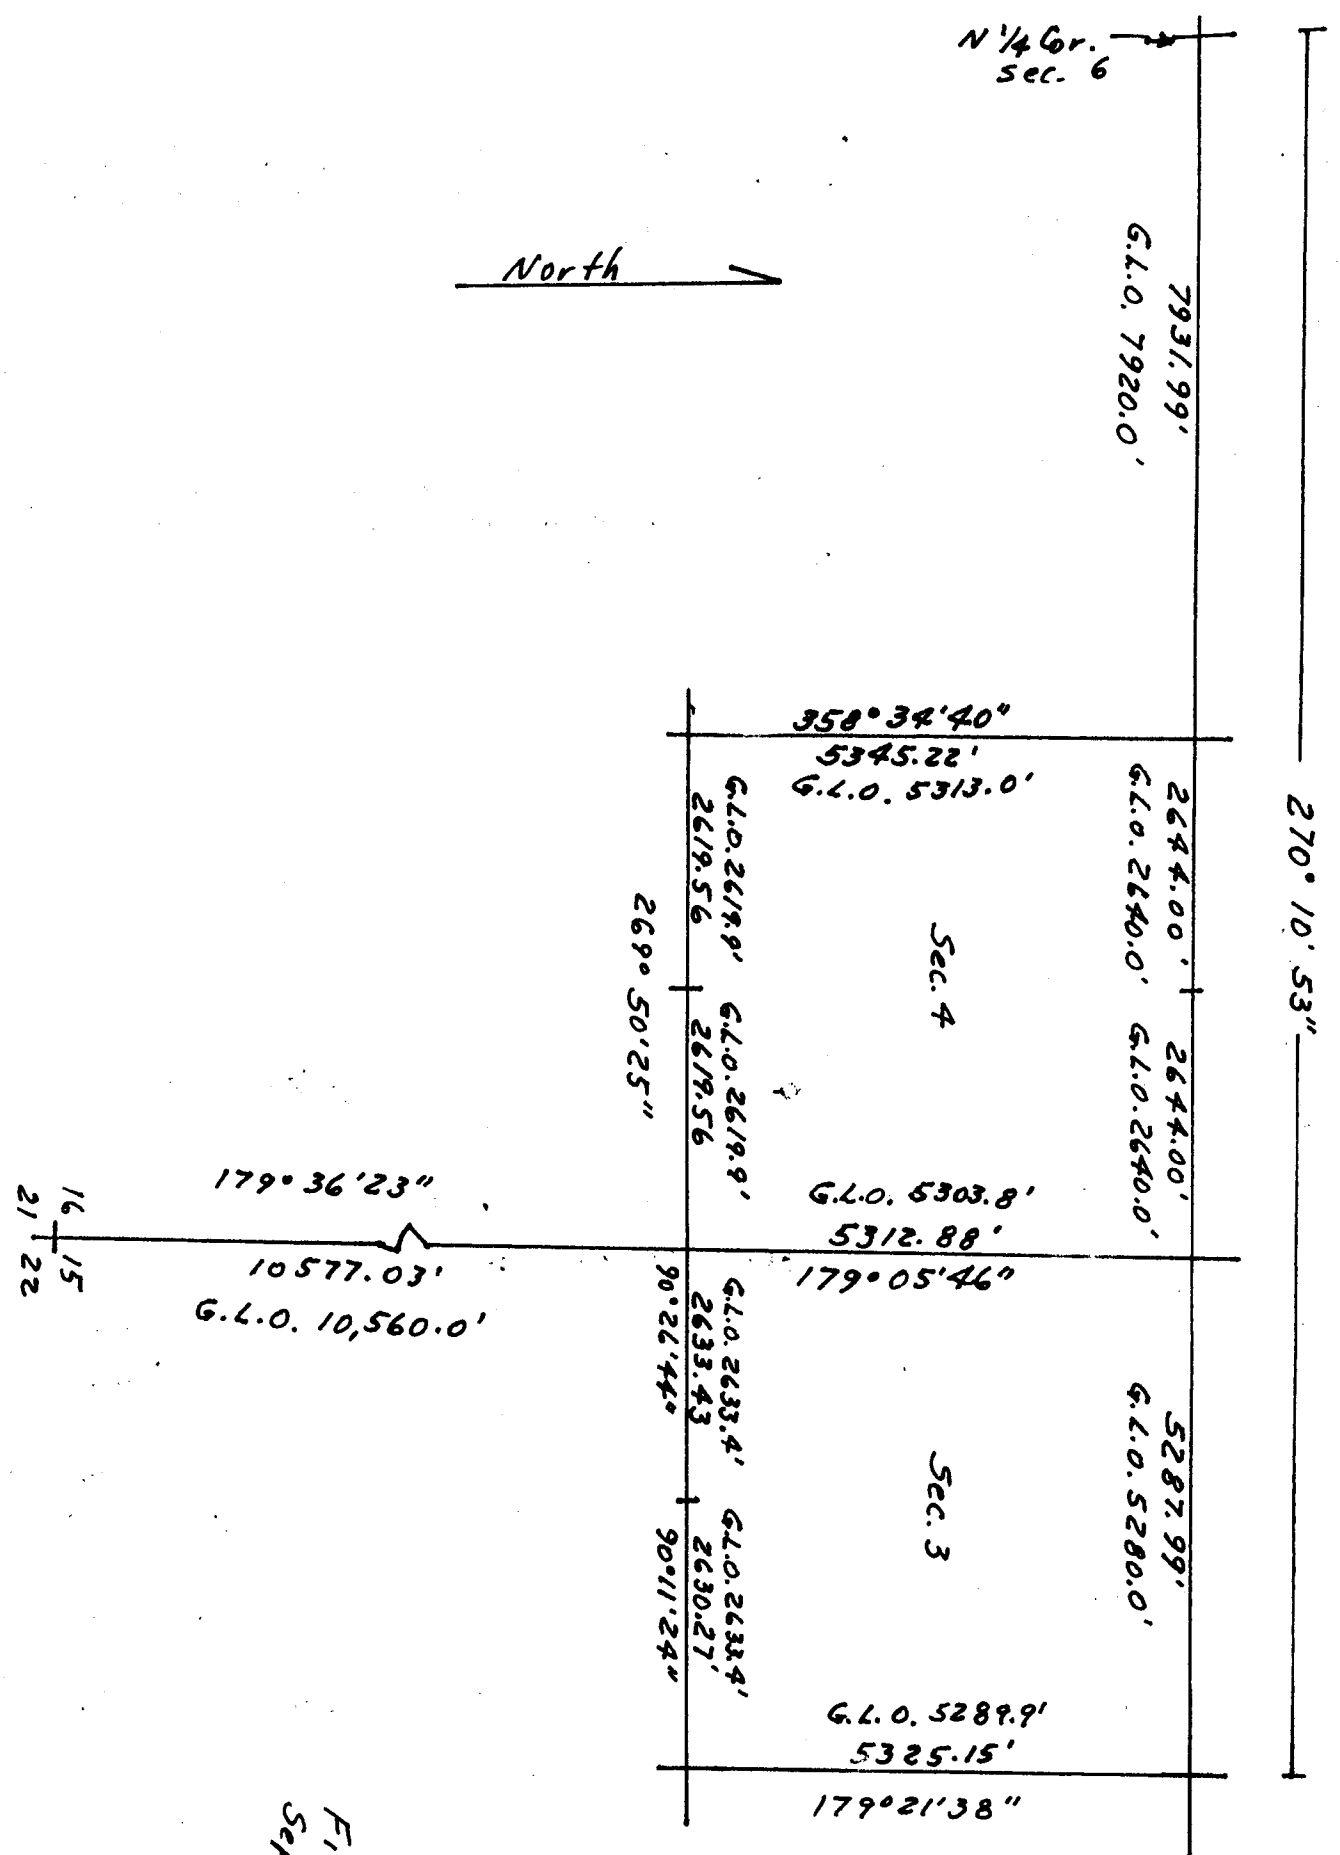 N 1/4 Cor.
sec. 6
North
7931.99'
G.L.O. 7920.0'
270° 10' 53"
358° 34' 40"
5345.22'
G.L.O. 5313.0'
2644.00'
G.L.O. 2640.0'
2644.00'
G.L.O. 2640.0'
G.L.O. 2619.9'
2619.56
G.L.O. 2619.9'
2619.56
269° 50' 25"
Sec. 4
G.L.O. 5303.8'
5312.88'
179° 05' 46"
179° 36' 23"
10577.03'
G.L.O. 10,560.0'
16 15
21 22
G.L.O. 2633.4'
2633.43
90° 26' 44"
G.L.O. 2633.4'
2630.27'
90° 11' 24"
Sec. 3
5287.99'
G.L.O. 5280.0'
G.L.O. 5289.9'
5325.15'
179° 21' 38"